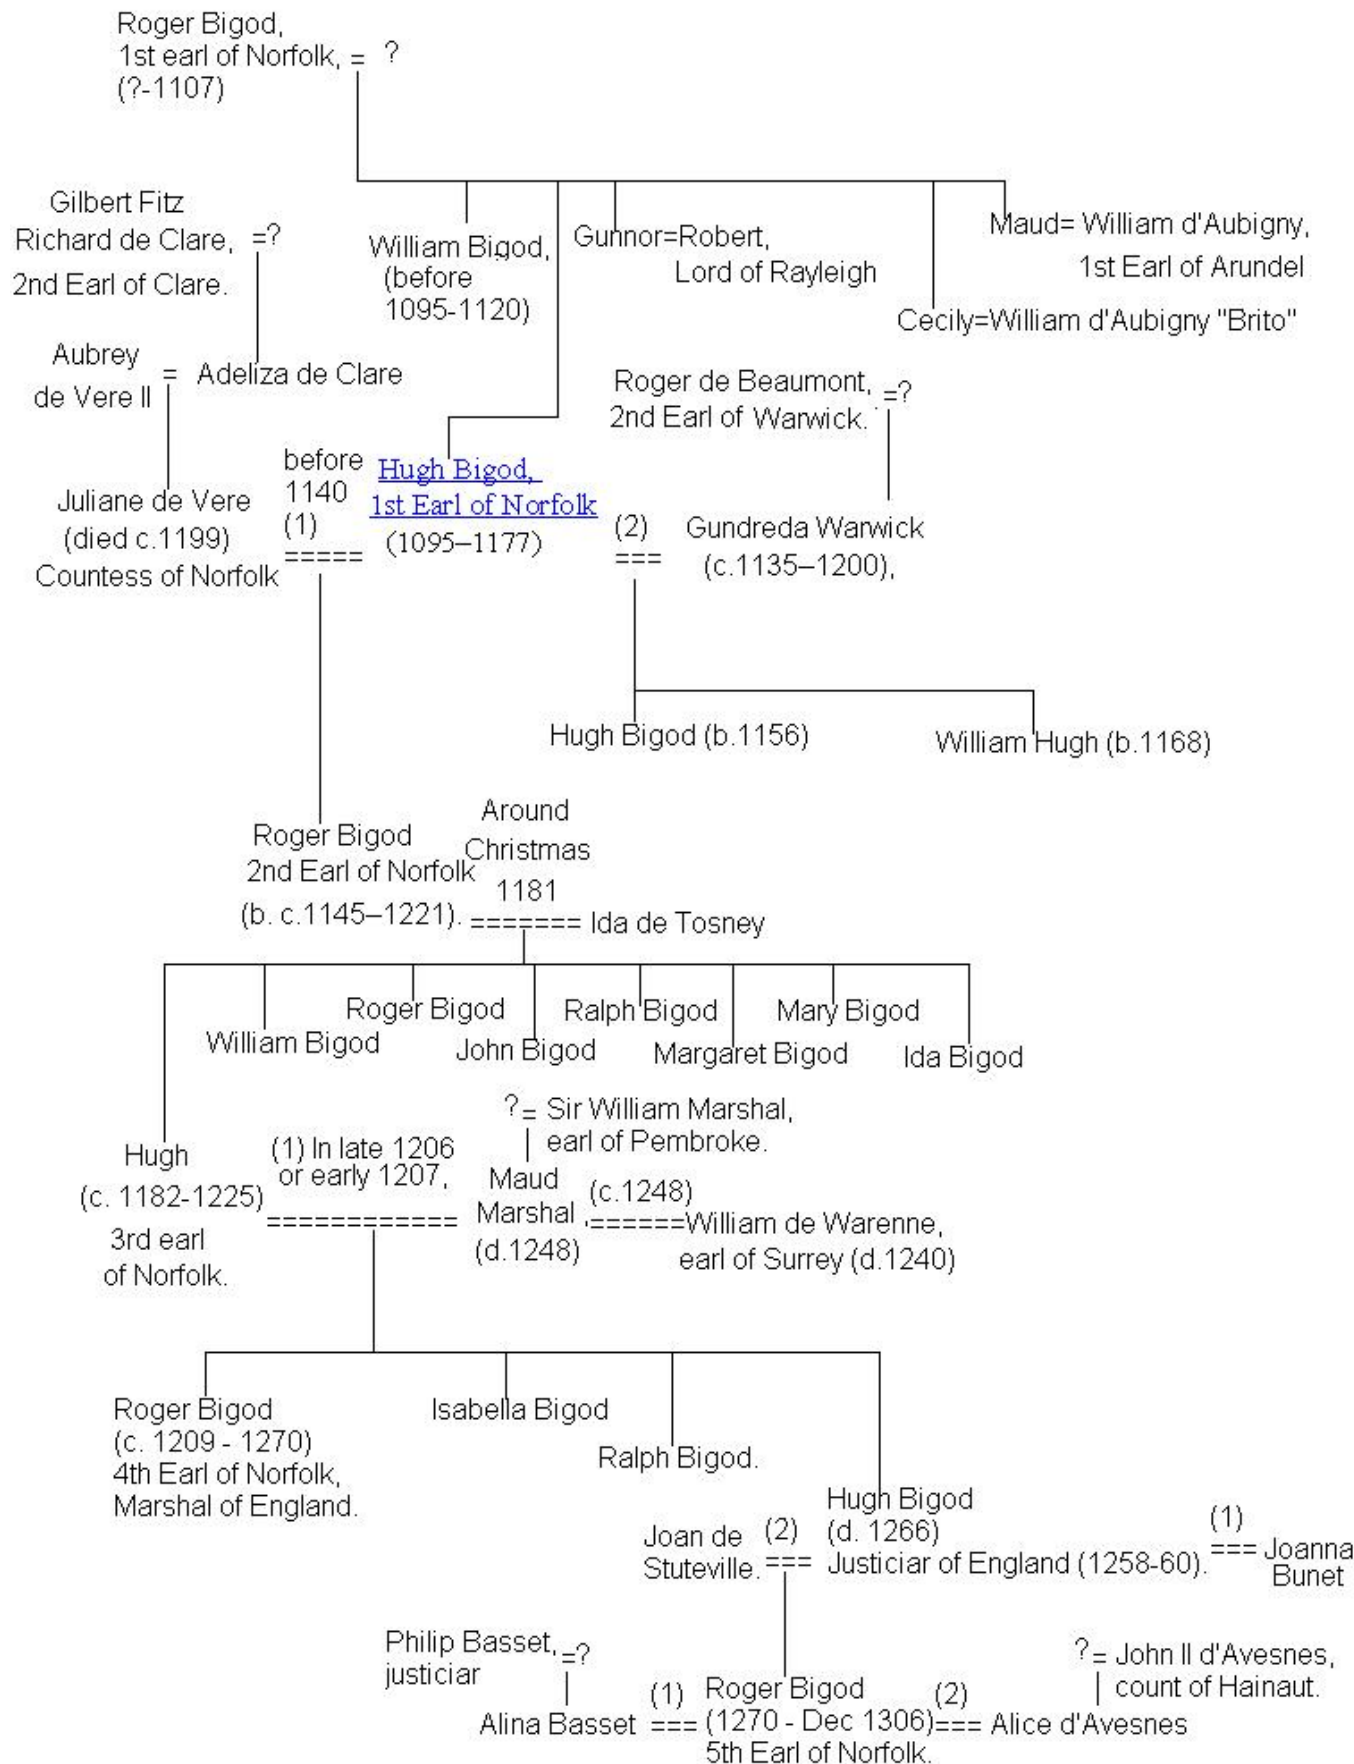 Roger Bigod,
1st earl of Norfolk, = ?
(?-1107)
Gilbert Fitz
Richard de Clare, =?
2nd Earl of Clare.
William Bigod,
(before
1095-1120)
Gunnor=Robert,
Lord of Rayleigh
Maud= William d'Aubigny,
1st Earl of Arundel
Cecily=William d'Aubigny "Brito"
Aubrey
de Vere II
= Adeliza de Clare
Roger de Beaumont, =?
2nd Earl of Warwick.
before
1140
(1)
=====
Hugh Bigod,
1st Earl of Norfolk
(1095–1177)
Juliane de Vere
(died c.1199)
Countess of Norfolk
(2)
===
Gundreda Warwick
(c.1135–1200),
Hugh Bigod (b.1156)
William Hugh (b.1168)
Roger Bigod
2nd Earl of Norfolk
(b. c.1145–1221).
Around
Christmas
1181
======= Ida de Tosney
William Bigod
Roger Bigod
John Bigod
Ralph Bigod
Margaret Bigod
Mary Bigod
Ida Bigod
?= Sir William Marshal,
earl of Pembroke.
Hugh
(c. 1182-1225)
3rd earl
of Norfolk.
(1) In late 1206
or early 1207,
============
Maud
Marshal
(d.1248)
(c.1248)
======William de Warenne,
earl of Surrey (d.1240)
Roger Bigod
(c. 1209 - 1270)
4th Earl of Norfolk,
Marshal of England.
Isabella Bigod
Ralph Bigod.
Hugh Bigod
(d. 1266)
Justiciar of England (1258-60).
Joan de
Stuteville.
(2)
===
(1)
=== Joanna
Bunet
Philip Basset, =?
justiciar
?= John II d'Avesnes,
count of Hainaut.
Alina Basset
(1)
===
Roger Bigod
(1270 - Dec 1306)
5th Earl of Norfolk.
(2)
=== Alice d'Avesnes